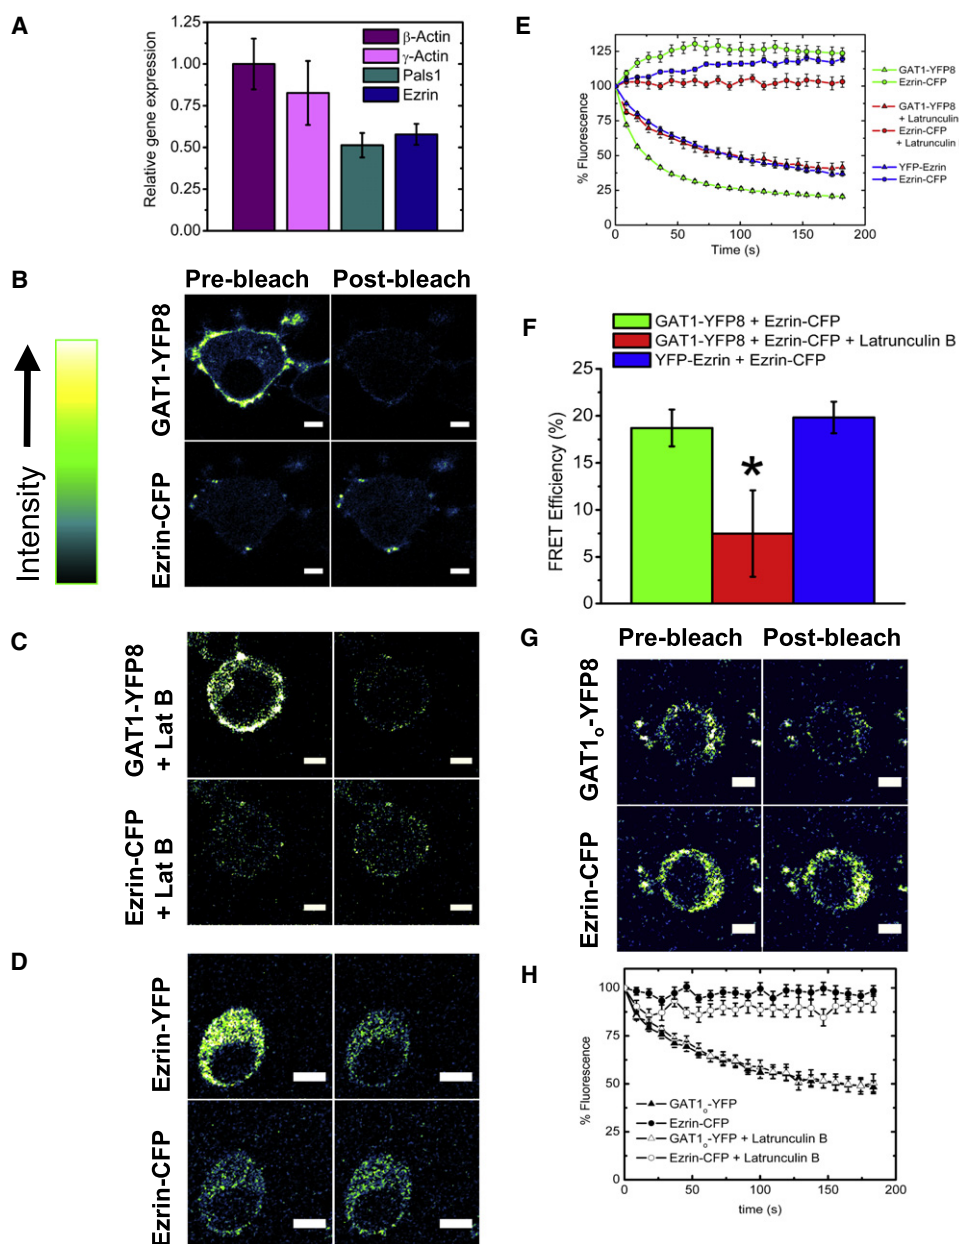 A
Relative gene expression
1.25
1.00
0.75
0.50
0.25
0.00
β-Actin
γ-Actin
Pals1
Ezrin
B
Pre-bleach Post-bleach
Intensity
GAT1-YFP8
Ezrin-CFP
C
GAT1-YFP8
+ Lat B
Ezrin-CFP
+ Lat B
D
Ezrin-YFP
Ezrin-CFP
E
% Fluorescence
125
100
75
50
25
0
0 50 100 150 200
Time (s)
GAT1-YFP8
Ezrin-CFP
GAT1-YFP8
+ Latrunculin
Ezrin-CFP
+ Latrunculin
YFP-Ezrin
Ezrin-CFP
F
GAT1-YFP8 + Ezrin-CFP
GAT1-YFP8 + Ezrin-CFP + Latrunculin B
YFP-Ezrin + Ezrin-CFP
FRET Efficiency (%)
25
20
15
10
5
0
*
G
Pre-bleach Post-bleach
GAT1o-YFP8
Ezrin-CFP
H
% Fluorescence
100
75
50
25
0
GAT1o-YFP
Ezrin-CFP
GAT1o-YFP + Latrunculin B
Ezrin-CFP + Latrunculin B
0 50 100 150 200
time (s)